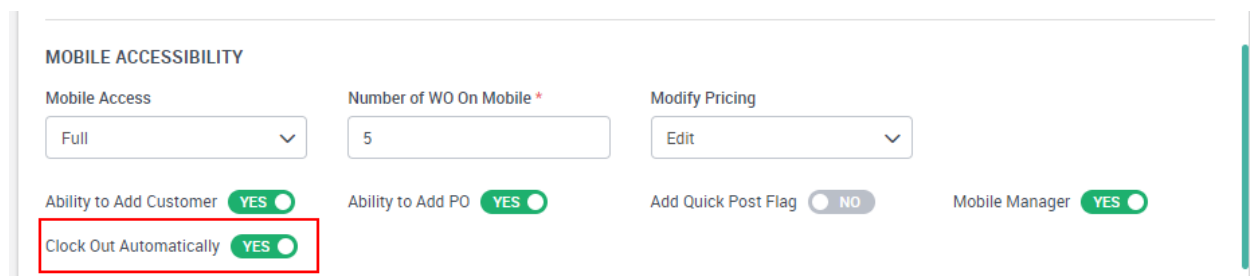 MOBILE ACCESSIBILITY
Mobile Access Number of WO On Mobile * Modify Pricing
Full 5 Edit
Ability to Add Customer YES Ability to Add PO YES Add Quick Post Flag NO Mobile Manager YES
Clock Out Automatically YES